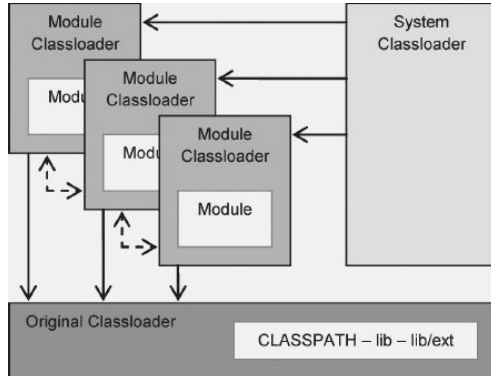 Module
Classloader
Module
Classloader
Module
Classloader
Module
System
Classloader
Original Classloader
CLASSPATH – lib – lib/ext